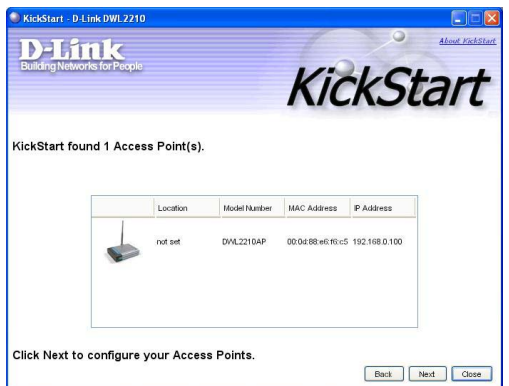 KickStart - D-Link DWL2210
D-Link
Building Networks for People
About KickStart
KickStart
KickStart found 1 Access Point(s).
Location Model Number MAC Address IP Address
not set DWL2210AP 00:0d:88:e6:f6:c5 192.168.0.100
Click Next to configure your Access Points.
Back Next Close